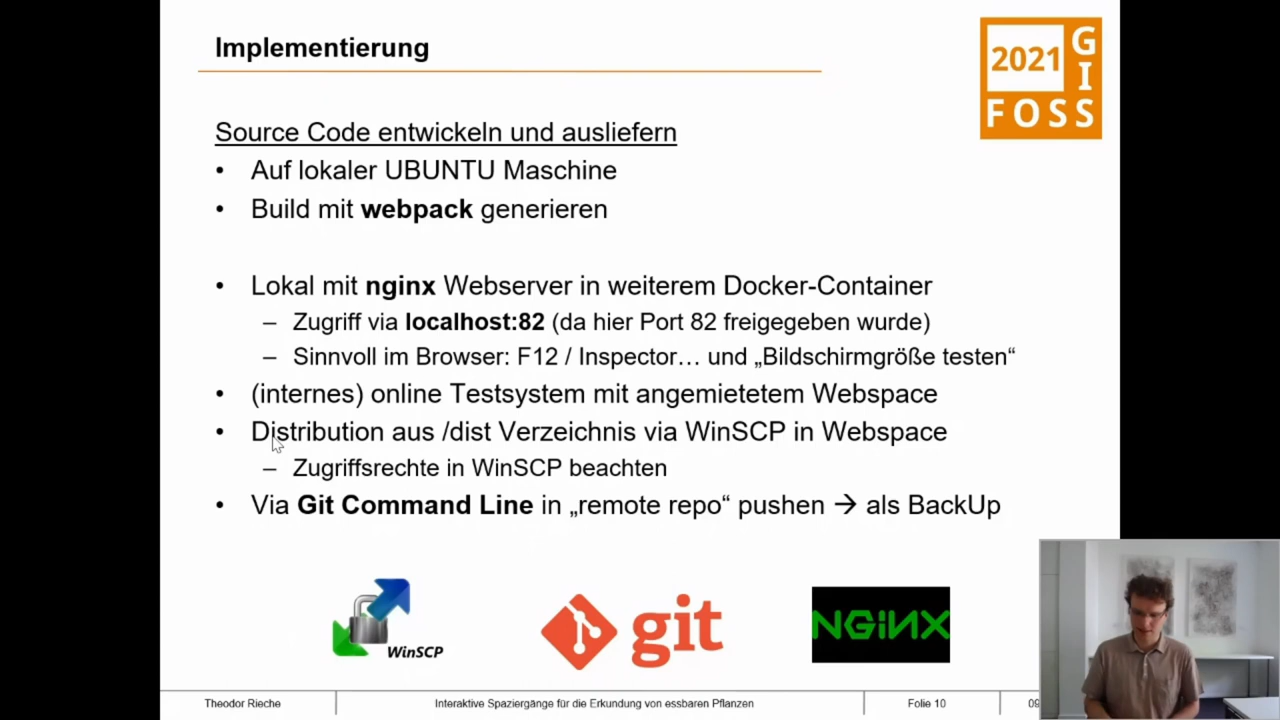 Implementierung
2021
GIS
FOSS
Source Code entwickeln und ausliefern
• Auf lokaler UBUNTU Maschine
• Build mit webpack generieren
• Lokal mit nginx Webserver in weiterem Docker-Container
– Zugriff via localhost:82 (da hier Port 82 freigegeben wurde)
– Sinnvoll im Browser: F12 / Inspector… und „Bildschirmgröße testen“
• (internes) online Testsystem mit angemietetem Webspace
• Distribution aus /dist Verzeichnis via WinSCP in Webspace
– Zugriffsrechte in WinSCP beachten
• Via Git Command Line in „remote repo“ pushen → als BackUp
WinSCP
git
NGINX
Theodor Rieche
Interaktive Spaziergänge für die Erkundung von essbaren Pflanzen
Folie 10